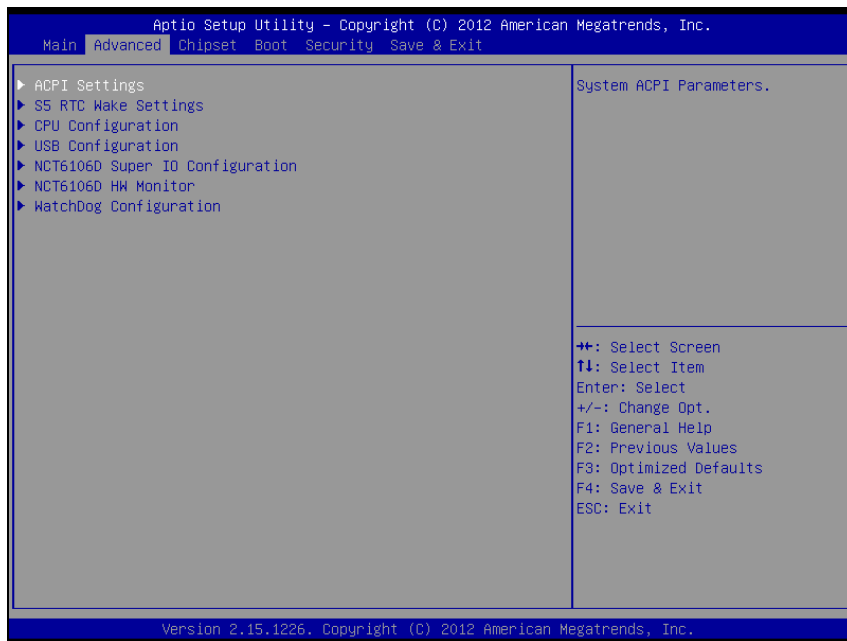 Aptio Setup Utility – Copyright (C) 2012 American Megatrends, Inc.
Main Advanced Chipset Boot Security Save & Exit
ACPI Settings
S5 RTC Wake Settings
CPU Configuration
USB Configuration
NCT6106D Super IO Configuration
NCT6106D HW Monitor
WatchDog Configuration
System ACPI Parameters.
→←: Select Screen
↑↓: Select Item
Enter: Select
+/-: Change Opt.
F1: General Help
F2: Previous Values
F3: Optimized Defaults
F4: Save & Exit
ESC: Exit
Version 2.15.1226. Copyright (C) 2012 American Megatrends, Inc.